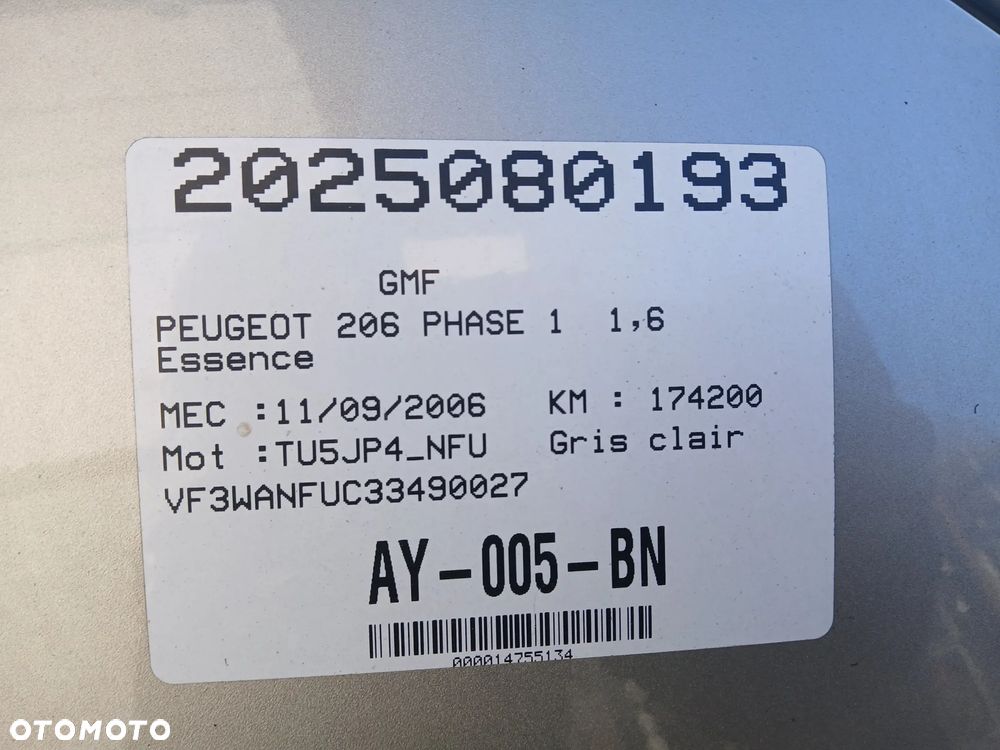 2025080193
GMF
PEUGEOT 206 PHASE 1 1,6
Essence
MEC :11/09/2006 KM : 174200
Mot :TU5JP4_NFU Gris clair
VF3WANFUC33490027
AY-005-BN
000014755134
OTOMOTO